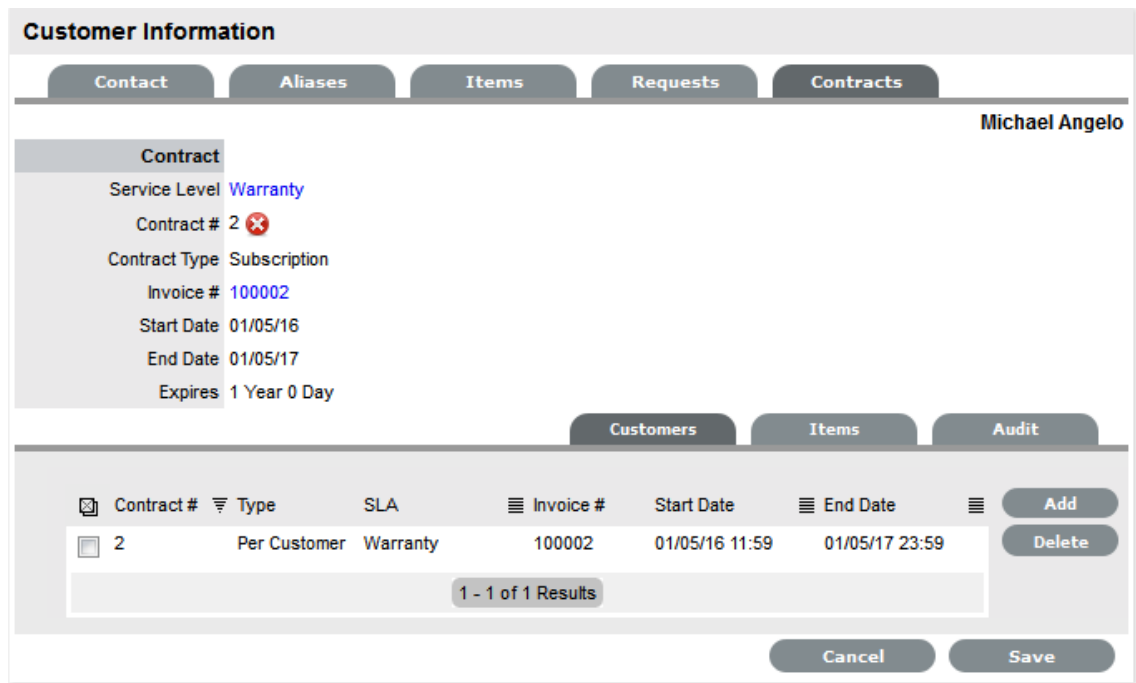 Customer Information
Contact Aliases Items Requests Contracts
Michael Angelo
Contract
Service Level Warranty
Contract # 2
Contract Type Subscription
Invoice # 100002
Start Date 01/05/16
End Date 01/05/17
Expires 1 Year 0 Day
Customers Items Audit
Contract # Type SLA Invoice # Start Date End Date Add
2 Per Customer Warranty 100002 01/05/16 11:59 01/05/17 23:59 Delete
1 - 1 of 1 Results
Cancel Save